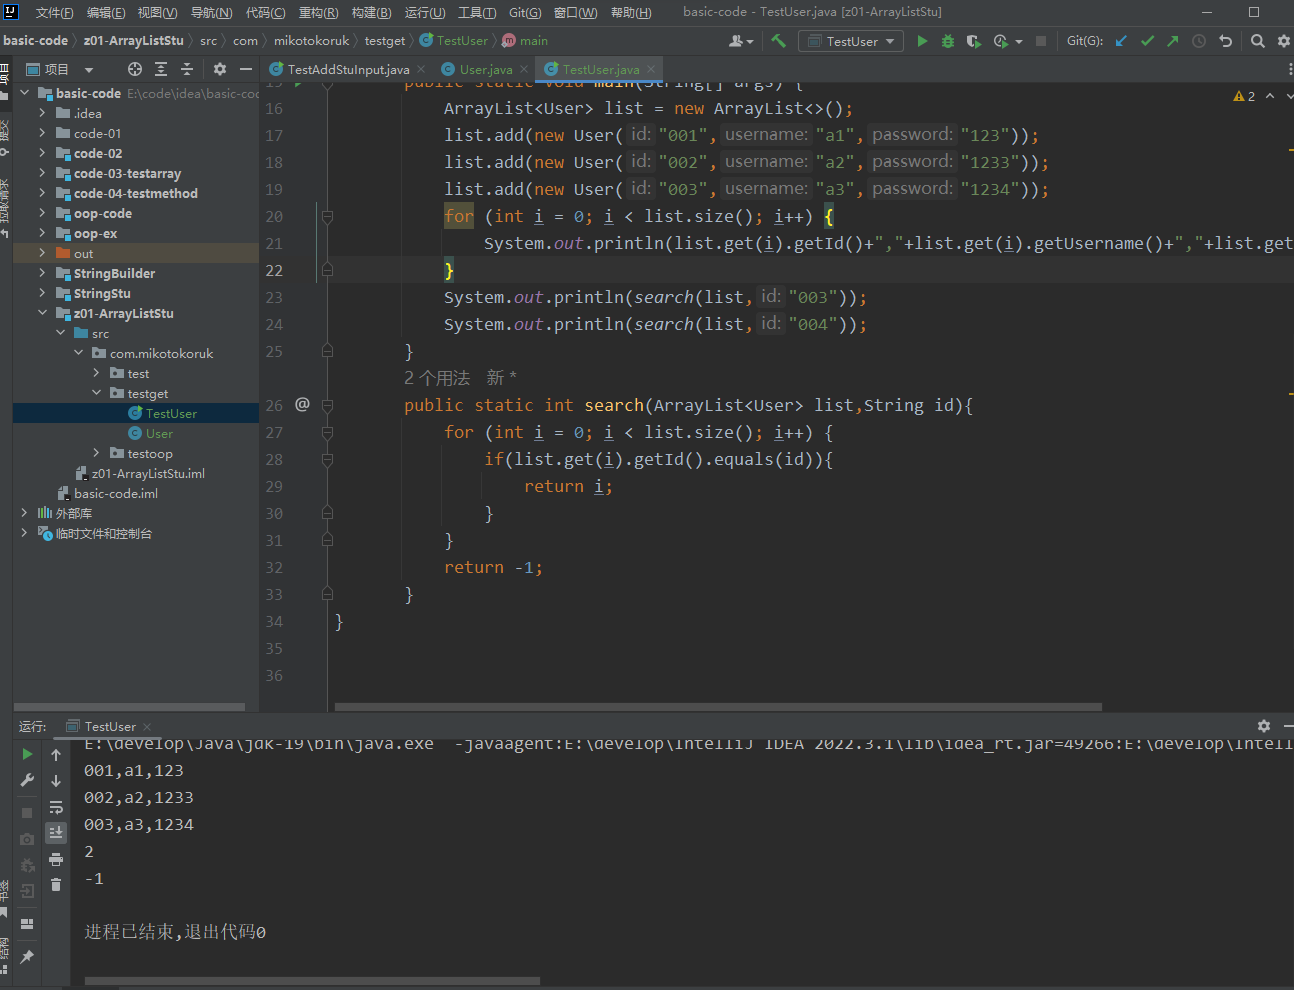 文件(F) 编辑(E) 视图(V) 导航(N) 代码(C) 重构(R) 构建(B) 运行(U) 工具(T) Git(G) 窗口(W) 帮助(H) basic-code - TestUser.java [z01-ArrayListStu]
basic-code z01-ArrayListStu src com mikotokoruk testget TestUser main TestUser Git(G):
项目 TestAddStuInput.java User.java TestUser.java
项目
提交
拉取请求
basic-code E:\code\idea\basic-coc
.idea
code-01
code-02
code-03-testarray
code-04-testmethod
oop-code
oop-ex
out
StringBuilder
StringStu
z01-ArrayListStu
src
com.mikotokoruk
test
testget
TestUser
User
testoop
z01-ArrayListStu.iml
basic-code.iml
外部库
临时文件和控制台
2
15 public static void main(String[] args) {
16 ArrayList<User> list = new ArrayList<>();
17 list.add(new User( id: "001", username: "a1", password: "123"));
18 list.add(new User( id: "002", username: "a2", password: "1233"));
19 list.add(new User( id: "003", username: "a3", password: "1234"));
20 for (int i = 0; i < list.size(); i++) {
21 System.out.println(list.get(i).getId()+","+list.get(i).getUsername()+","+list.get
22 }
23 System.out.println(search(list, id: "003"));
24 System.out.println(search(list, id: "004"));
25 }
2 个用法 新 *
26 @ public static int search(ArrayList<User> list,String id){
27 for (int i = 0; i < list.size(); i++) {
28 if(list.get(i).getId().equals(id)){
29 return i;
30 }
31 }
32 return -1;
33 }
34 }
35
36
运行: TestUser
E:\develop\Java\jdk-19\bin\java.exe -javaagent:E:\develop\IntelliJ IDEA 2022.3.1\lib\idea_rt.jar=49266:E:\develop\Intell
001,a1,123
002,a2,1233
003,a3,1234
2
-1
进程已结束,退出代码0
书签
结构